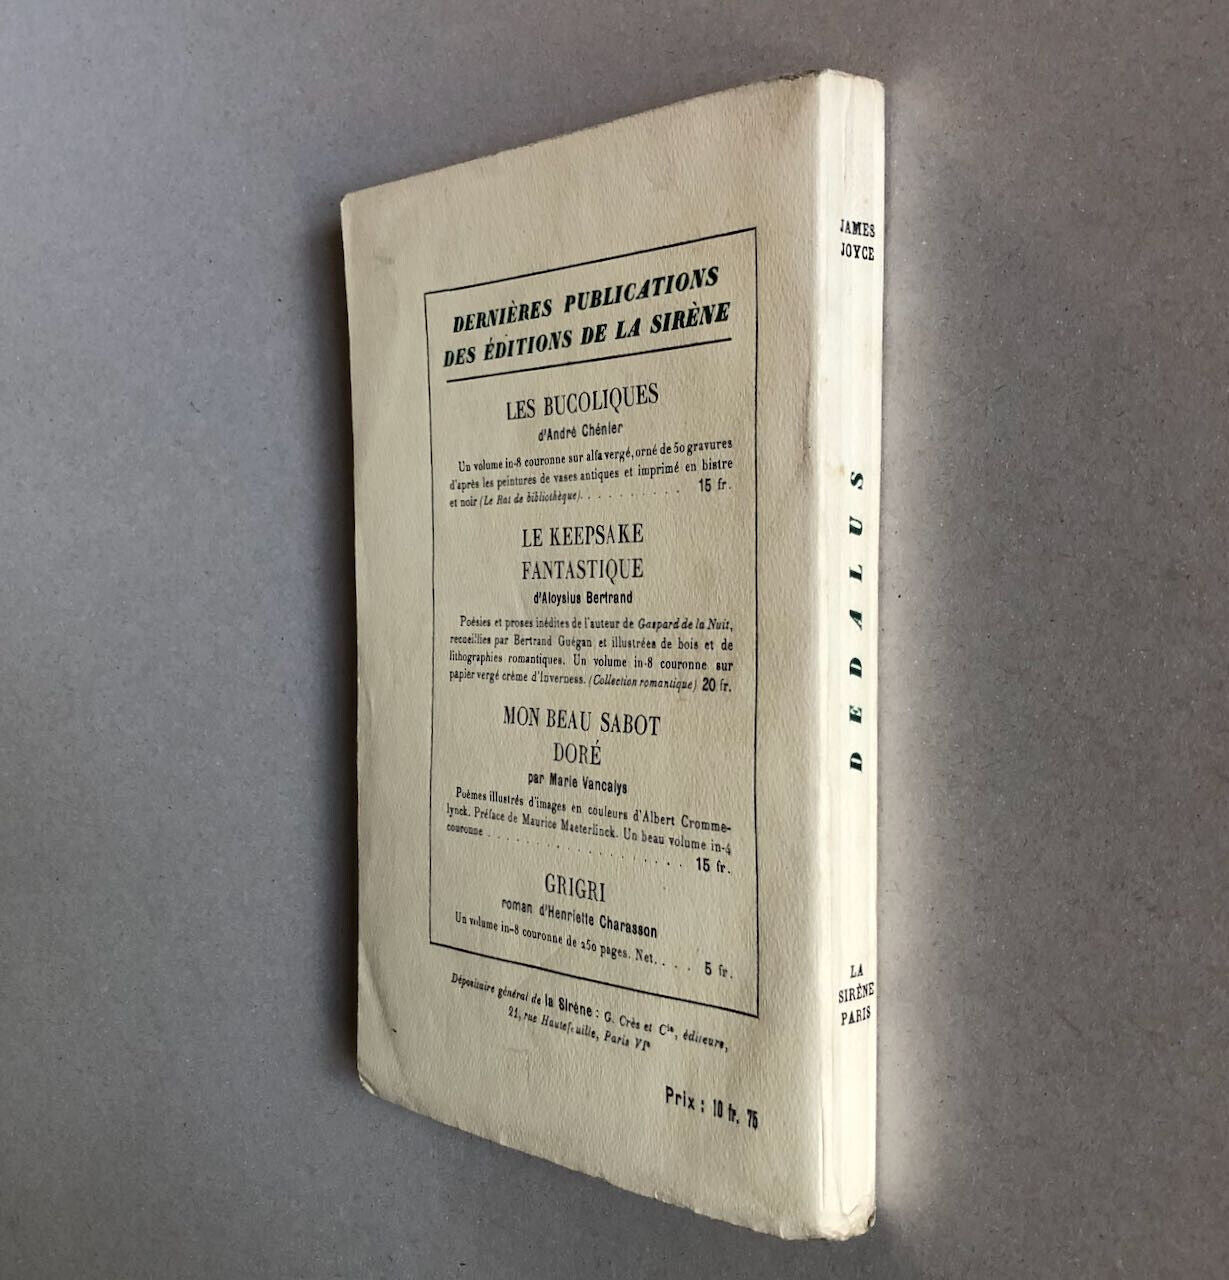 DERNIÈRES PUBLICATIONS
DES ÉDITIONS DE LA SIRÈNE
LES BUCOLIQUES
d'André Chénier
Un volume in-8 couronne sur alfa vergé, orné de 50 gravures
d'après les peintures de vases antiques et imprimé en bistre
et noir (Le Rat de bibliothèque). . . . . . . . . . . 15 fr.
LE KEEPSAKE
FANTASTIQUE
d'Aloysius Bertrand
Poésies et proses inédites de l'auteur de Gaspard de la Nuit,
recueillies par Bertrand Guégan et illustrées de bois et de
lithographies romantiques. Un volume in-8 couronne sur
papier vergé crème d'Inverness. (Collection romantique) 20 fr.
MON BEAU SABOT
DORÉ
par Marie Vancalys
Poèmes illustrés d'images en couleurs d'Albert Cromme-
lynck. Préface de Maurice Maeterlinck. Un beau volume in-4
couronne . . . . . . . . . . . . . . . . . . 15 fr.
GRIGRI
roman d'Henriette Charasson
Un volume in-8 couronne de 250 pages. Net. . . . . 5 fr.
Dépositaire général de la Sirène : G. Crès et Cie, éditeurs,
21, rue Hautefeuille, Paris VIe
Prix : 10 fr. 75
JAMES
JOYCE
DEDALUS
LA
SIRÈNE
PARIS